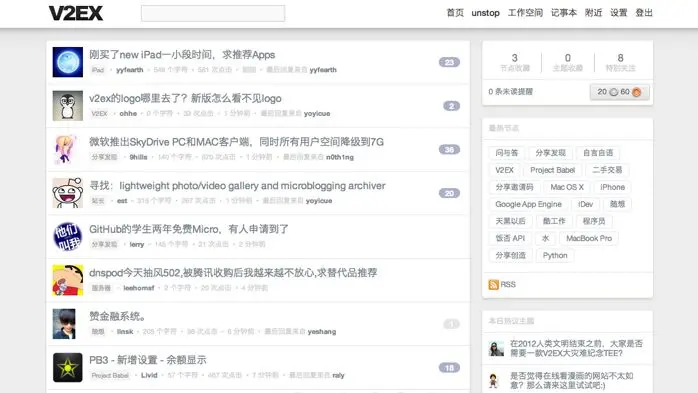 V2EX
首页 unstop 工作空间 记事本 附近 设置 登出
刚买了new iPad一小段时间，求推荐Apps
iPad • yyfearth • 546 个字符 • 581 次点击 • 刚刚 • 最后回复来自 yyfearth
23
v2ex的logo哪里去了？新版怎么看不见logo
V2EX • ohhe • 0 个字符 • 33 次点击 • 1 分钟前 • 最后回复来自 yoyicue
2
微软推出SkyDrive PC和MAC客户端，同时所有用户空间降级到7G
分享发现 • 9hills • 140 个字符 • 875 次点击 • 1 分钟前 • 最后回复来自 n0th1ng
36
寻找：lightweight photo/video gallery and microblogging archiver
站长 • est • 316 个字符 • 267 次点击 • 1 分钟前 • 最后回复来自 yoyicue
20
GitHub的学生两年免费Micro，有人申请到了
分享发现 • lerry • 145 个字符 • 21 次点击 • 2 分钟前
dnspod今天抽风502,被腾讯收购后我越来越不放心,求替代品推荐
服务器 • leehomsf • 2 个字符 • 20 次点击 • 4 分钟前
赞金融系统。
随想 • linsk • 205 个字符 • 36 次点击 • 6 分钟前 • 最后回复来自 yeshang
1
PB3 - 新增设置 - 余额显示
Project Babel • Livid • 57 个字符 • 467 次点击 • 7 分钟前 • 最后回复来自 raly
18
3 0 8
节点收藏 主题收藏 特别关注
0 条未读提醒 20 60
最热节点
问与答 分享发现 自言自语
V2EX Project Babel 二手交易
分享邀请码 Mac OS X iPhone
Google App Engine iDev 随想
天黑以后 酷工作 程序员
饭否 API 水 MacBook Pro
分享创造 Python
RSS
本日热议主题
在2012人类文明结束之前，大家是否
需要一款V2EX大灾难纪念TEE?
是否觉得在线看漫画的网站不太如
意？那么请来这里试试吧:)